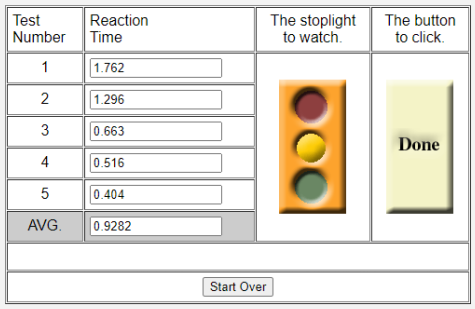 Test Number
Reaction Time
The stoplight to watch.
The button to click.
1
1.762
2
1.296
3
0.663
4
0.516
5
0.404
AVG.
0.9282
Done
Start Over